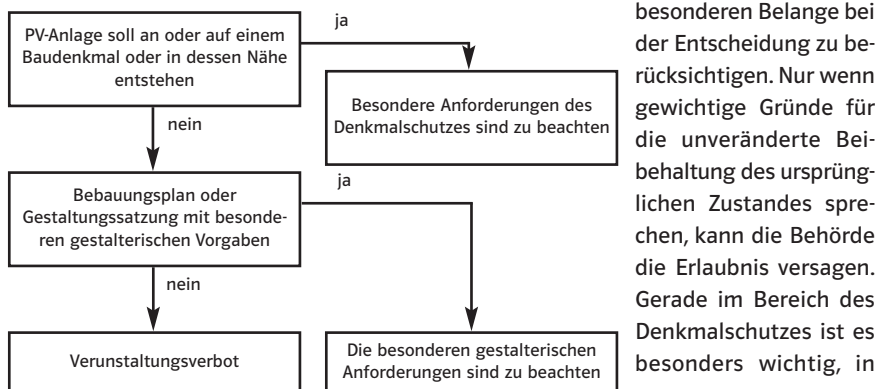 PV-Anlage soll an oder auf einem
Baudenkmal oder in dessen Nähe
entstehen
ja
Besondere Anforderungen des
Denkmalschutzes sind zu beachten
nein
Bebauungsplan oder
Gestaltungssatzung mit besonde-
ren gestalterischen Vorgaben
ja
nein
Verunstaltungsverbot
Die besonderen gestalterischen
Anforderungen sind zu beachten
besonderen Belange bei
der Entscheidung zu be-
rücksichtigen. Nur wenn
gewichtige Gründe für
die unveränderte Bei-
behaltung des ursprüng-
lichen Zustandes spre-
chen, kann die Behörde
die Erlaubnis versagen.
Gerade im Bereich des
Denkmalschutzes ist es
besonders wichtig, in